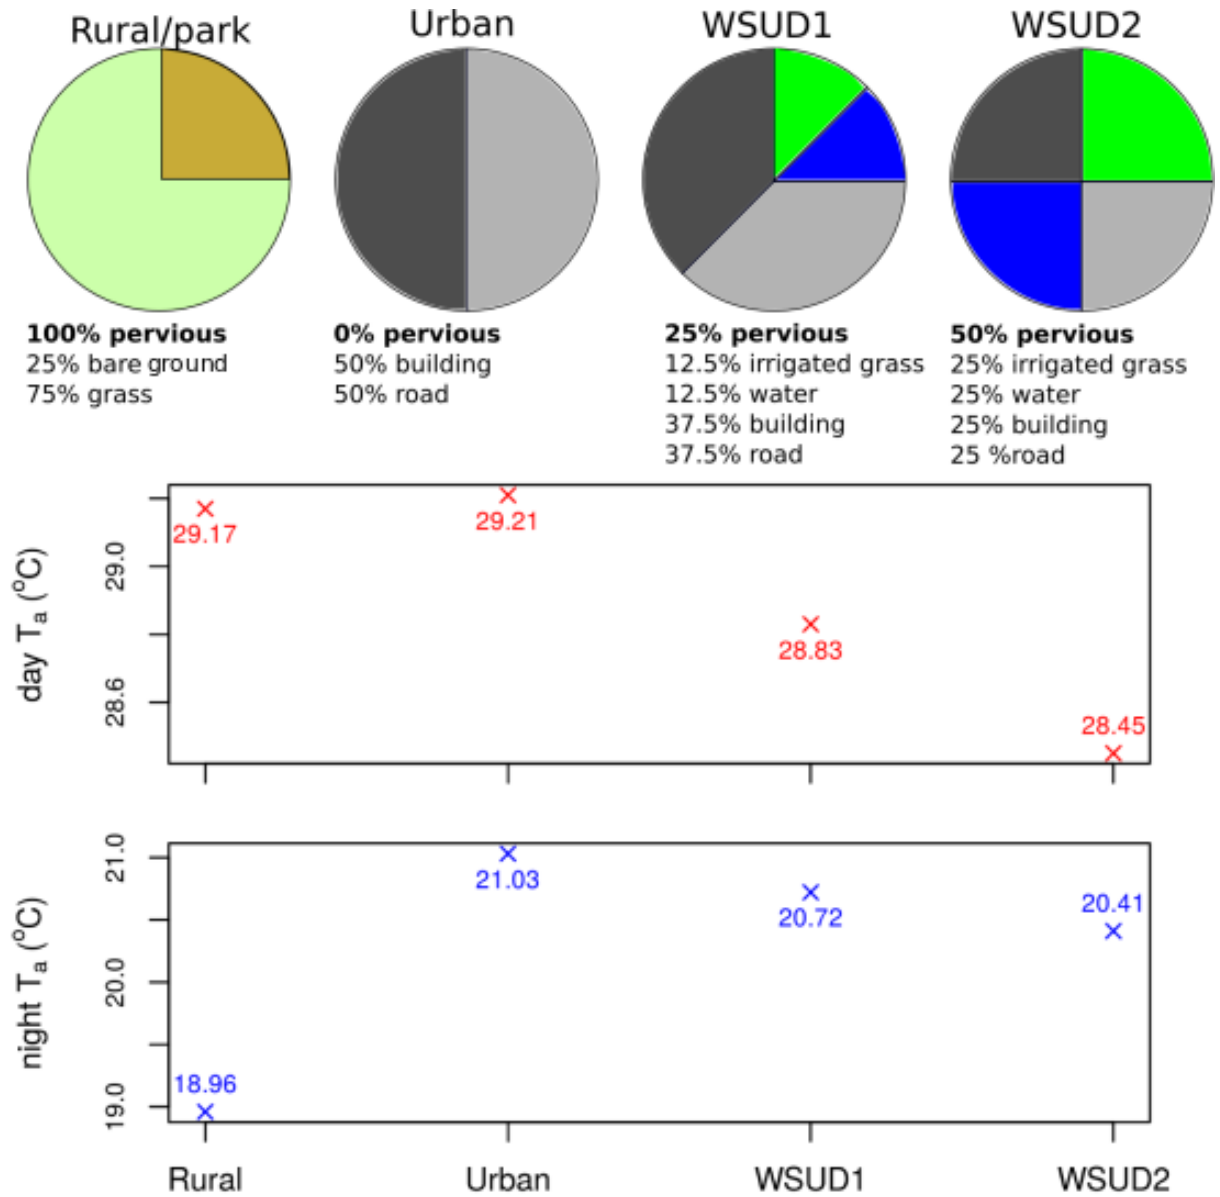 Rural/park
Urban
WSUD1
WSUD2
100% pervious
25% bare ground
75% grass
0% pervious
50% building
50% road
25% pervious
12.5% irrigated grass
12.5% water
37.5% building
37.5% road
50% pervious
25% irrigated grass
25% water
25% building
25 %road
day Ta (°C)
29.0
28.6
29.17
29.21
28.83
28.45
night Ta (°C)
21.0
20.0
19.0
18.96
21.03
20.72
20.41
Rural
Urban
WSUD1
WSUD2